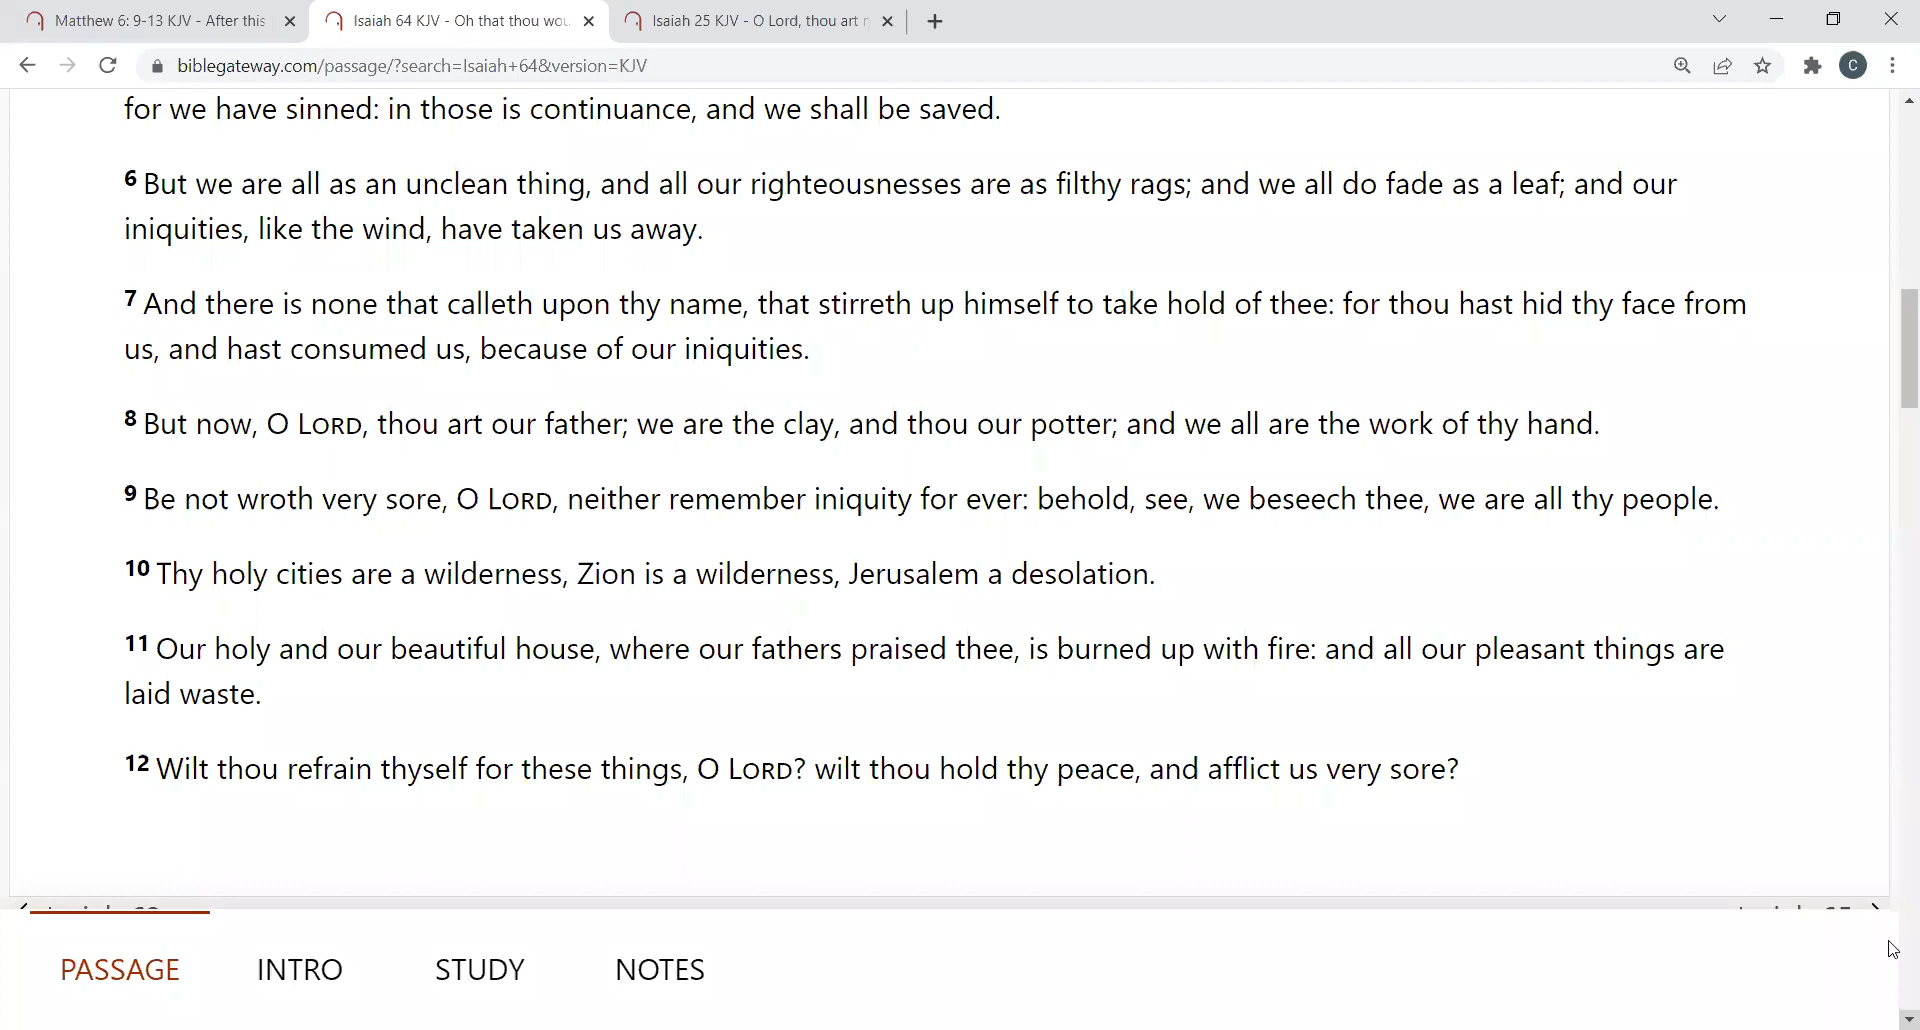 Matthew 6: 9-13 KJV - After this
Isaiah 64 KJV - Oh that thou wou
Isaiah 25 KJV - O Lord, thou art
biblegateway.com/passage/?search=Isaiah+64&version=KJV
C
for we have sinned: in those is continuance, and we shall be saved.
6 But we are all as an unclean thing, and all our righteousnesses are as filthy rags; and we all do fade as a leaf; and our
iniquities, like the wind, have taken us away.
7 And there is none that calleth upon thy name, that stirreth up himself to take hold of thee: for thou hast hid thy face from
us, and hast consumed us, because of our iniquities.
8 But now, O LORD, thou art our father; we are the clay, and thou our potter; and we all are the work of thy hand.
9 Be not wroth very sore, O LORD, neither remember iniquity for ever: behold, see, we beseech thee, we are all thy people.
10 Thy holy cities are a wilderness, Zion is a wilderness, Jerusalem a desolation.
11 Our holy and our beautiful house, where our fathers praised thee, is burned up with fire: and all our pleasant things are
laid waste.
12 Wilt thou refrain thyself for these things, O LORD? wilt thou hold thy peace, and afflict us very sore?
PASSAGE INTRO STUDY NOTES